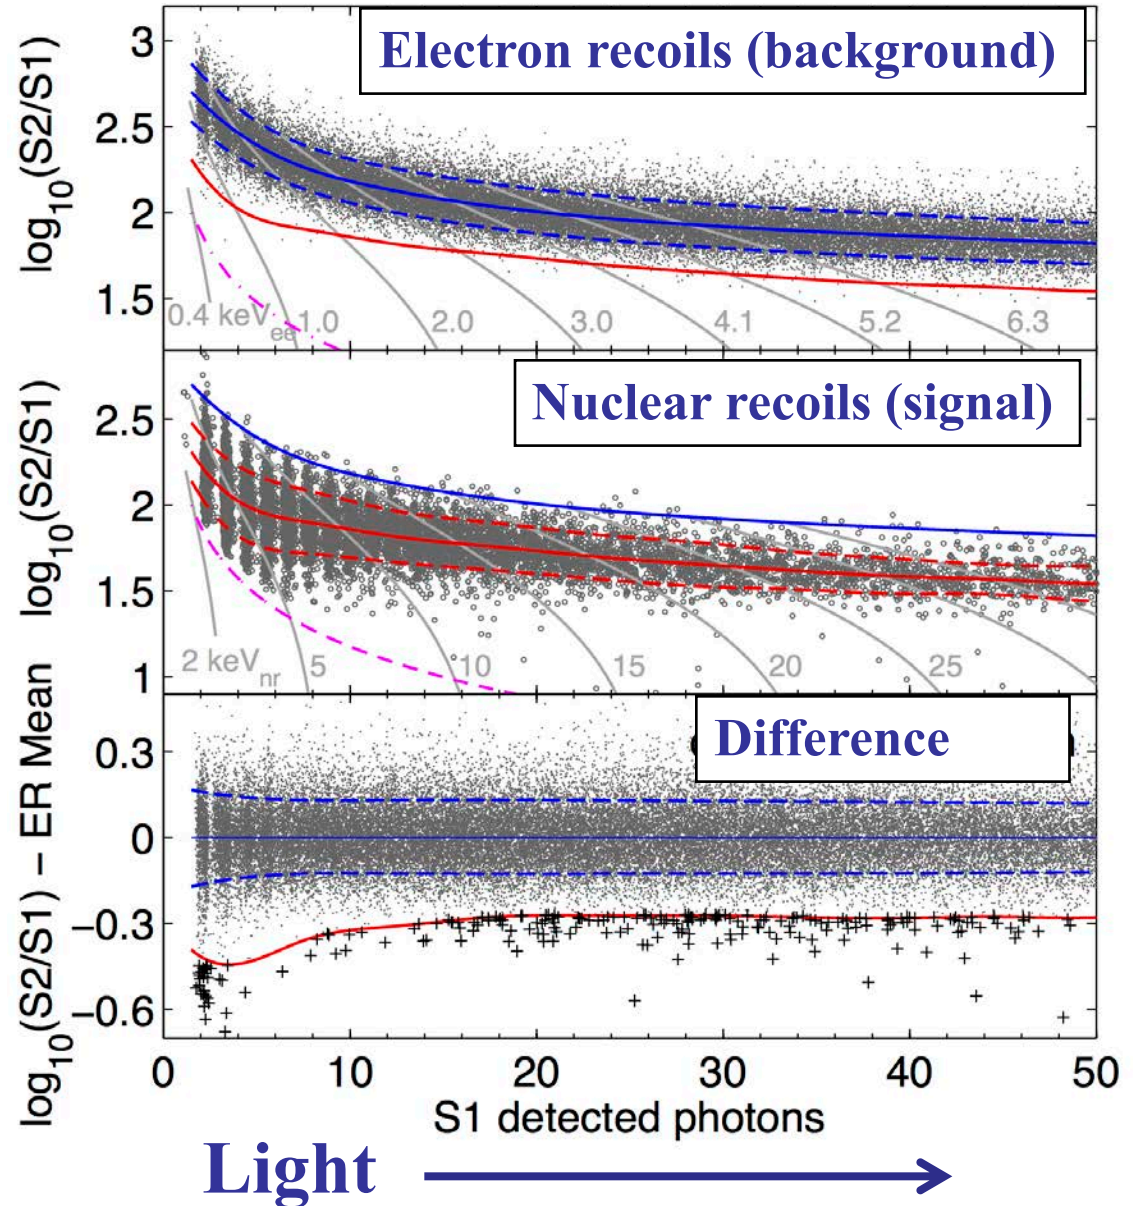 Electron recoils (background)
log₁₀(S2/S1)
3
2.5
2
1.5
0.4 keVₑₑ 1.0 2.0 3.0 4.1 5.2 6.3
Nuclear recoils (signal)
log₁₀(S2/S1)
2.5
2
1.5
1
2 keVₙᵣ 5 10 15 20 25
Difference
log₁₀(S2/S1) − ER Mean
0.3
0
−0.3
−0.6
0 10 20 30 40 50
S1 detected photons
Light